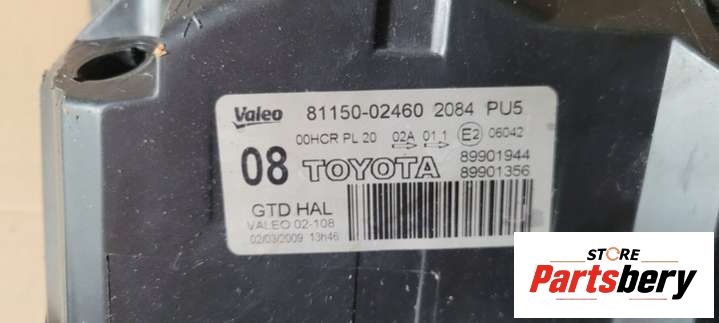 Valeo 81150-02460 2084 PU5
00HCR PL 20 02A 01 1 E2 06042
08 TOYOTA 89901944
89901356
GTD HAL
VALEO 02-108
02/03/2009 13h46
STORE
Partsbery